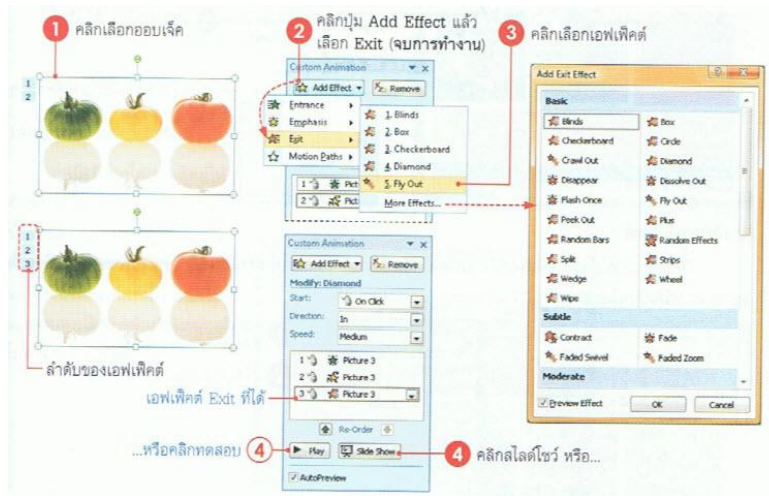 1 คลิกเลือกออบเจ็ค
2 คลิกปุ่ม Add Effect แล้ว
เลือก Exit (จบการทำงาน)
3 คลิกเลือกเอฟเฟ็คต์
1
2
Custom Animation
Add Effect
Remove
Entrance
Emphasis
Exit
Motion Paths
1. Blinds
2. Box
3. Checkerboard
4. Diamond
5. Fly Out
More Effects...
1 Pict
2 Pict
Add Exit Effect
Basic
Blinds
Box
Checkerboard
Circle
Crawl Out
Diamond
Disappear
Dissolve Out
Flash Once
Fly Out
Peek Out
Plus
Random Bars
Random Effects
Split
Strips
Wedge
Wheel
Wipe
Subtle
Contract
Fade
Faded Swivel
Faded Zoom
Moderate
Preview Effect
OK
Cancel
1
2
3
ลำดับของเอฟเฟ็คต์
Custom Animation
Add Effect
Remove
Modify: Diamond
Start:
On Click
Direction:
In
Speed:
Medium
1 Picture 3
2 Picture 3
3 Picture 3
เอฟเฟ็คต์ Exit ที่ได้
Re-Order
Play
Slide Show
AutoPreview
...หรือคลิกทดสอบ 4
4 คลิกสไลด์โชว์ หรือ...